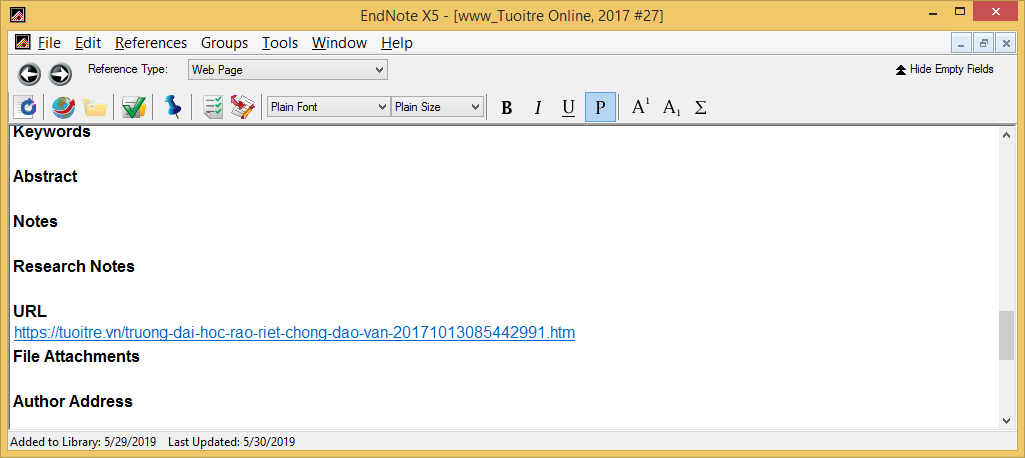 EndNote X5 - [www_Tuoitre Online, 2017 #27]
File Edit References Groups Tools Window Help
Reference Type: Web Page Hide Empty Fields
Plain Font Plain Size B I U P A1 A1 Σ
Keywords
Abstract
Notes
Research Notes
URL
https://tuoitre.vn/truong-dai-hoc-rao-riet-chong-dao-van-20171013085442991.htm
File Attachments
Author Address
Added to Library: 5/29/2019 Last Updated: 5/30/2019